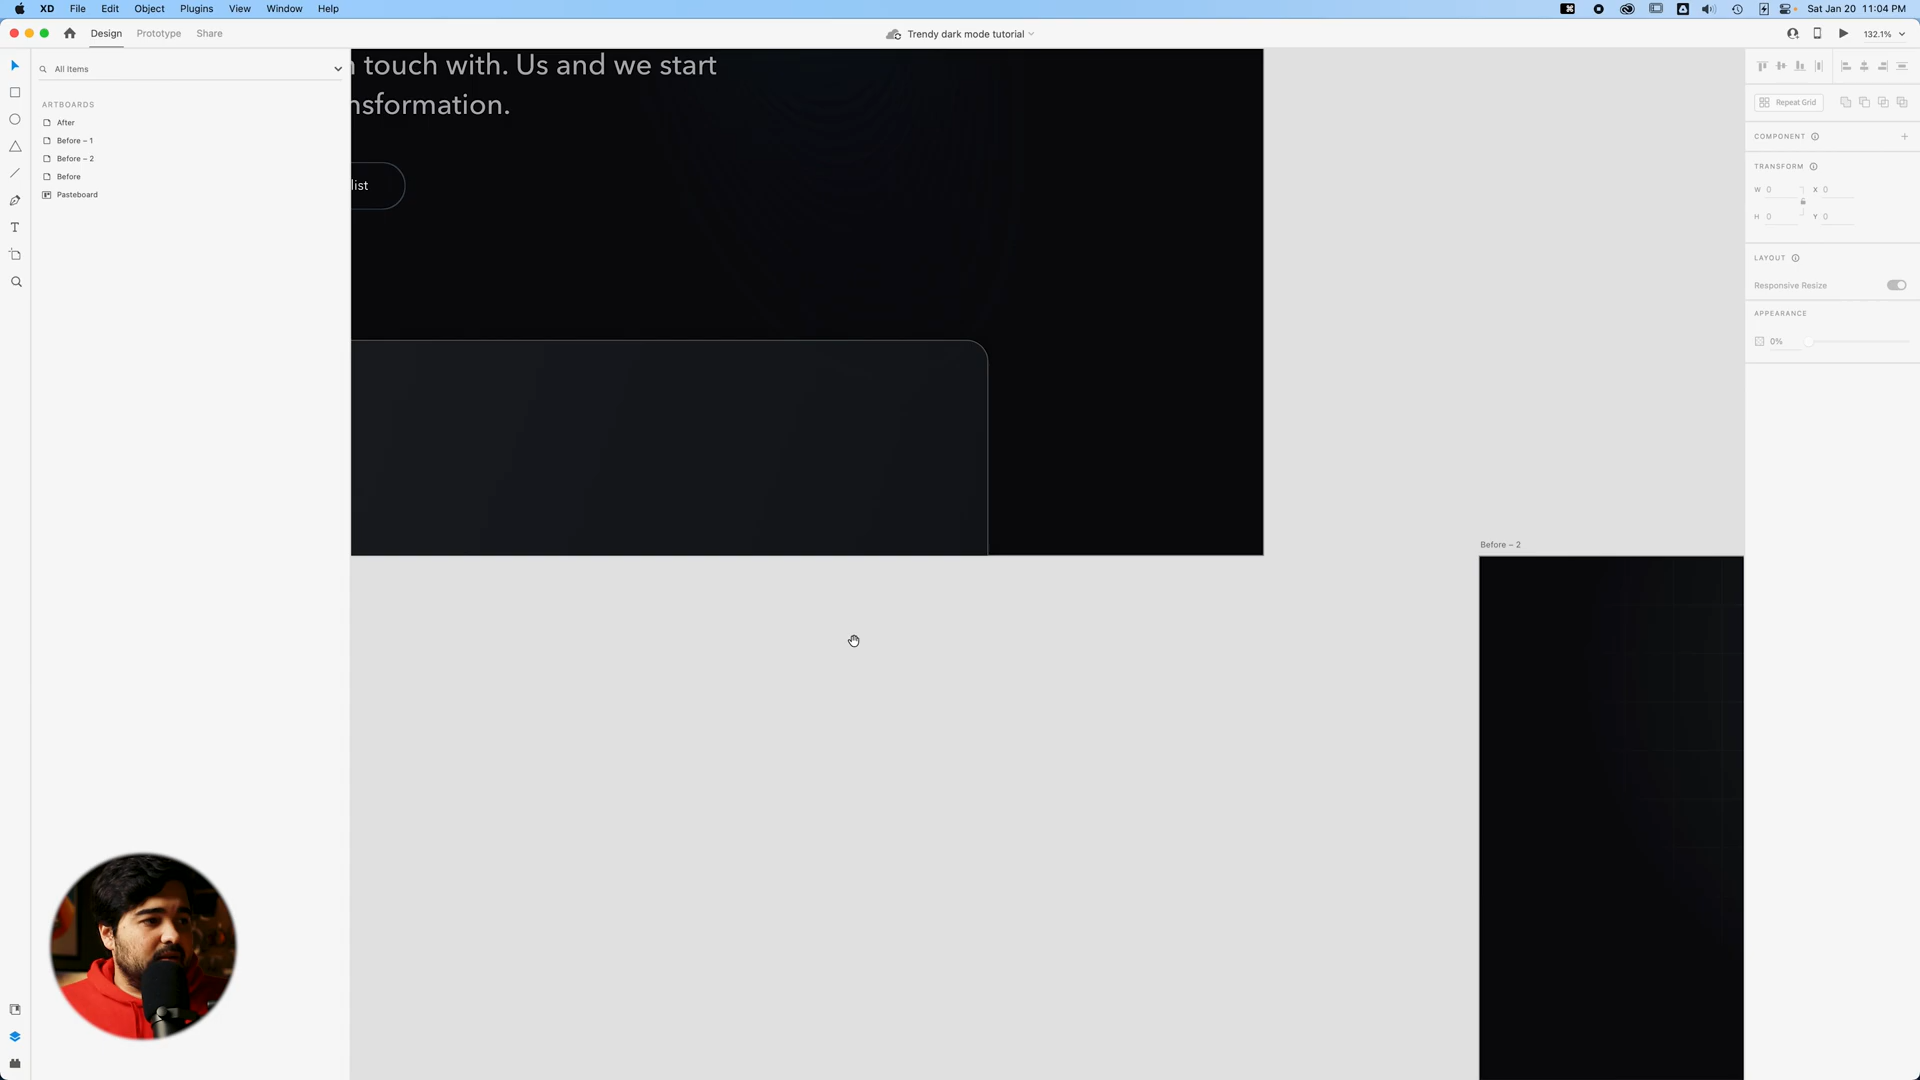 XD File Edit Object Plugins View Window Help
Sat Jan 20 11:04 PM
Design Prototype Share
Trendy dark mode tutorial
132.1%
All Items
ARTBOARDS
After
Before – 1
Before – 2
Before
Pasteboard
touch with. Us and we start
nsformation.
list
Before – 2
Repeat Grid
COMPONENT
TRANSFORM
W 0 X 0
H 0 Y 0
LAYOUT
Responsive Resize
APPEARANCE
0%